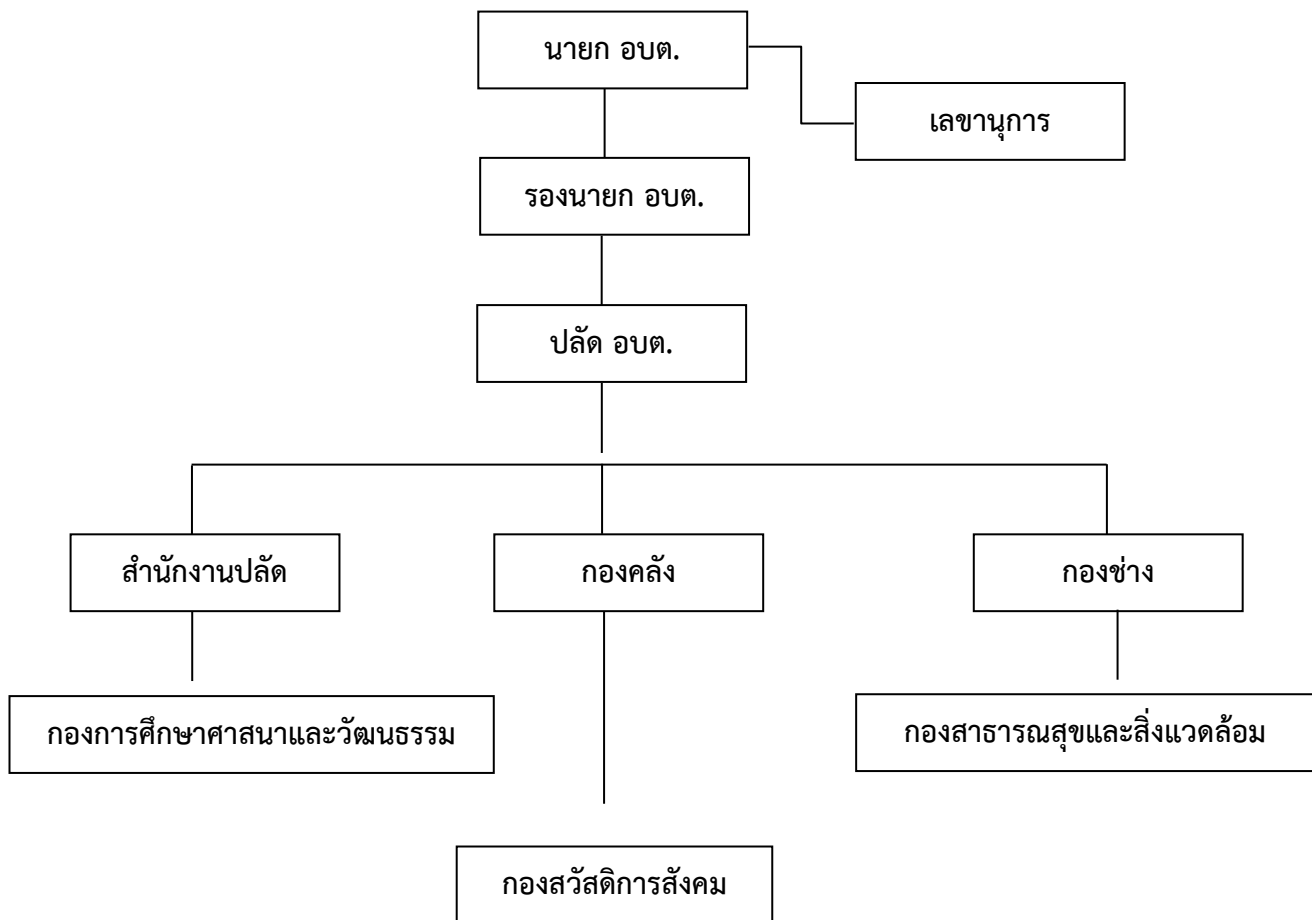 นายก อบต.
เลขานุการ
รองนายก อบต.
ปลัด อบต.
สำนักงานปลัด
กองคลัง
กองช่าง
กองการศึกษาศาสนาและวัฒนธรรม
กองสาธารณสุขและสิ่งแวดล้อม
กองสวัสดิการสังคม